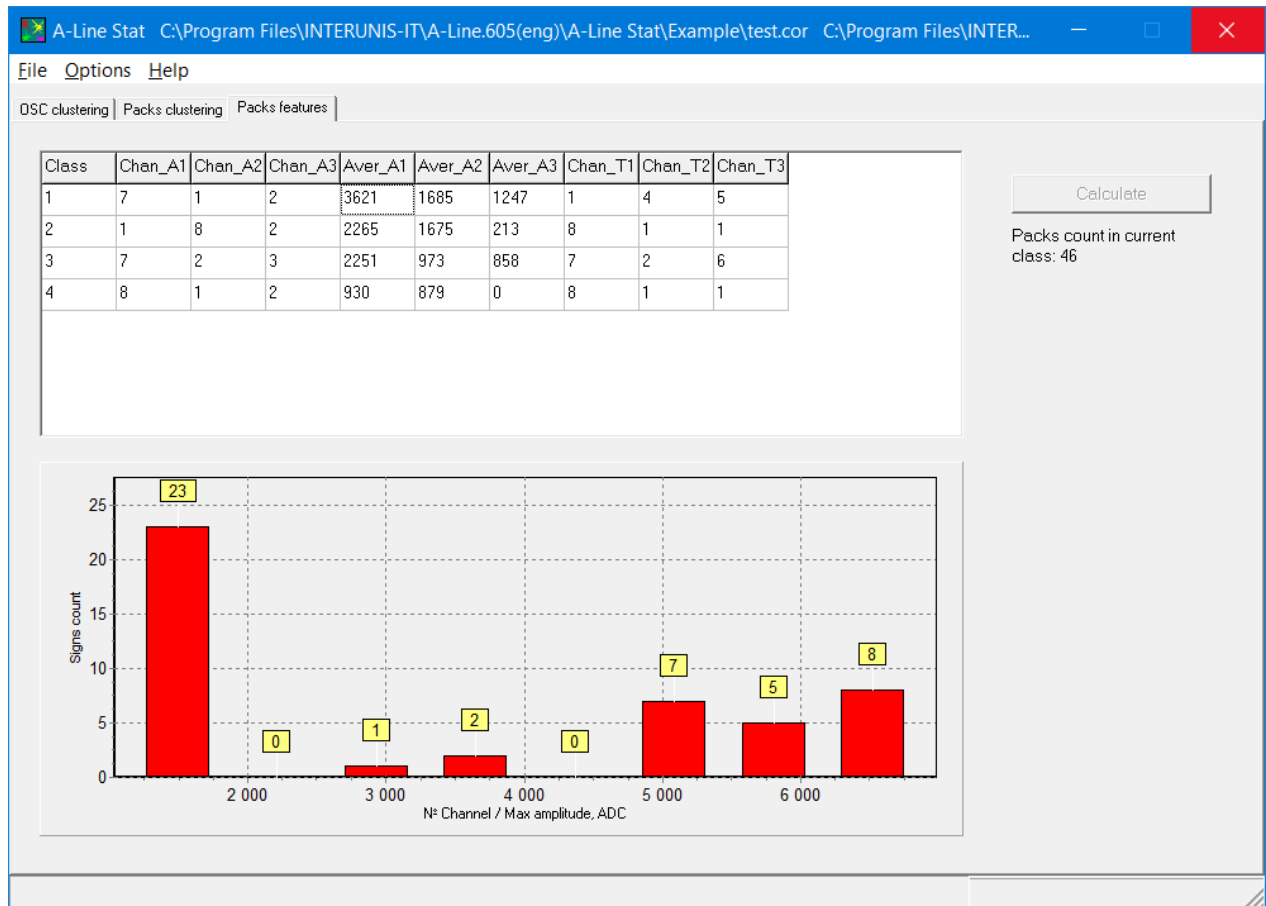 A-Line Stat C:\Program Files\INTERUNIS-IT\A-Line.605(eng)\A-Line Stat\Example\test.cor C:\Program Files\INTER...
File Options Help
OSC clustering Packs clustering Packs features
Class Chan_A1 Chan_A2 Chan_A3 Aver_A1 Aver_A2 Aver_A3 Chan_T1 Chan_T2 Chan_T3
1 7 1 2 3621 1685 1247 1 4 5
2 1 8 2 2265 1675 213 8 1 1
3 7 2 3 2251 973 858 7 2 6
4 8 1 2 930 879 0 8 1 1
Calculate
Packs count in current
class: 46
Signs count
25
20
15
10
5
0
23
0
1
2
0
7
5
8
2 000 3 000 4 000 5 000 6 000
№ Channel / Max amplitude, ADC